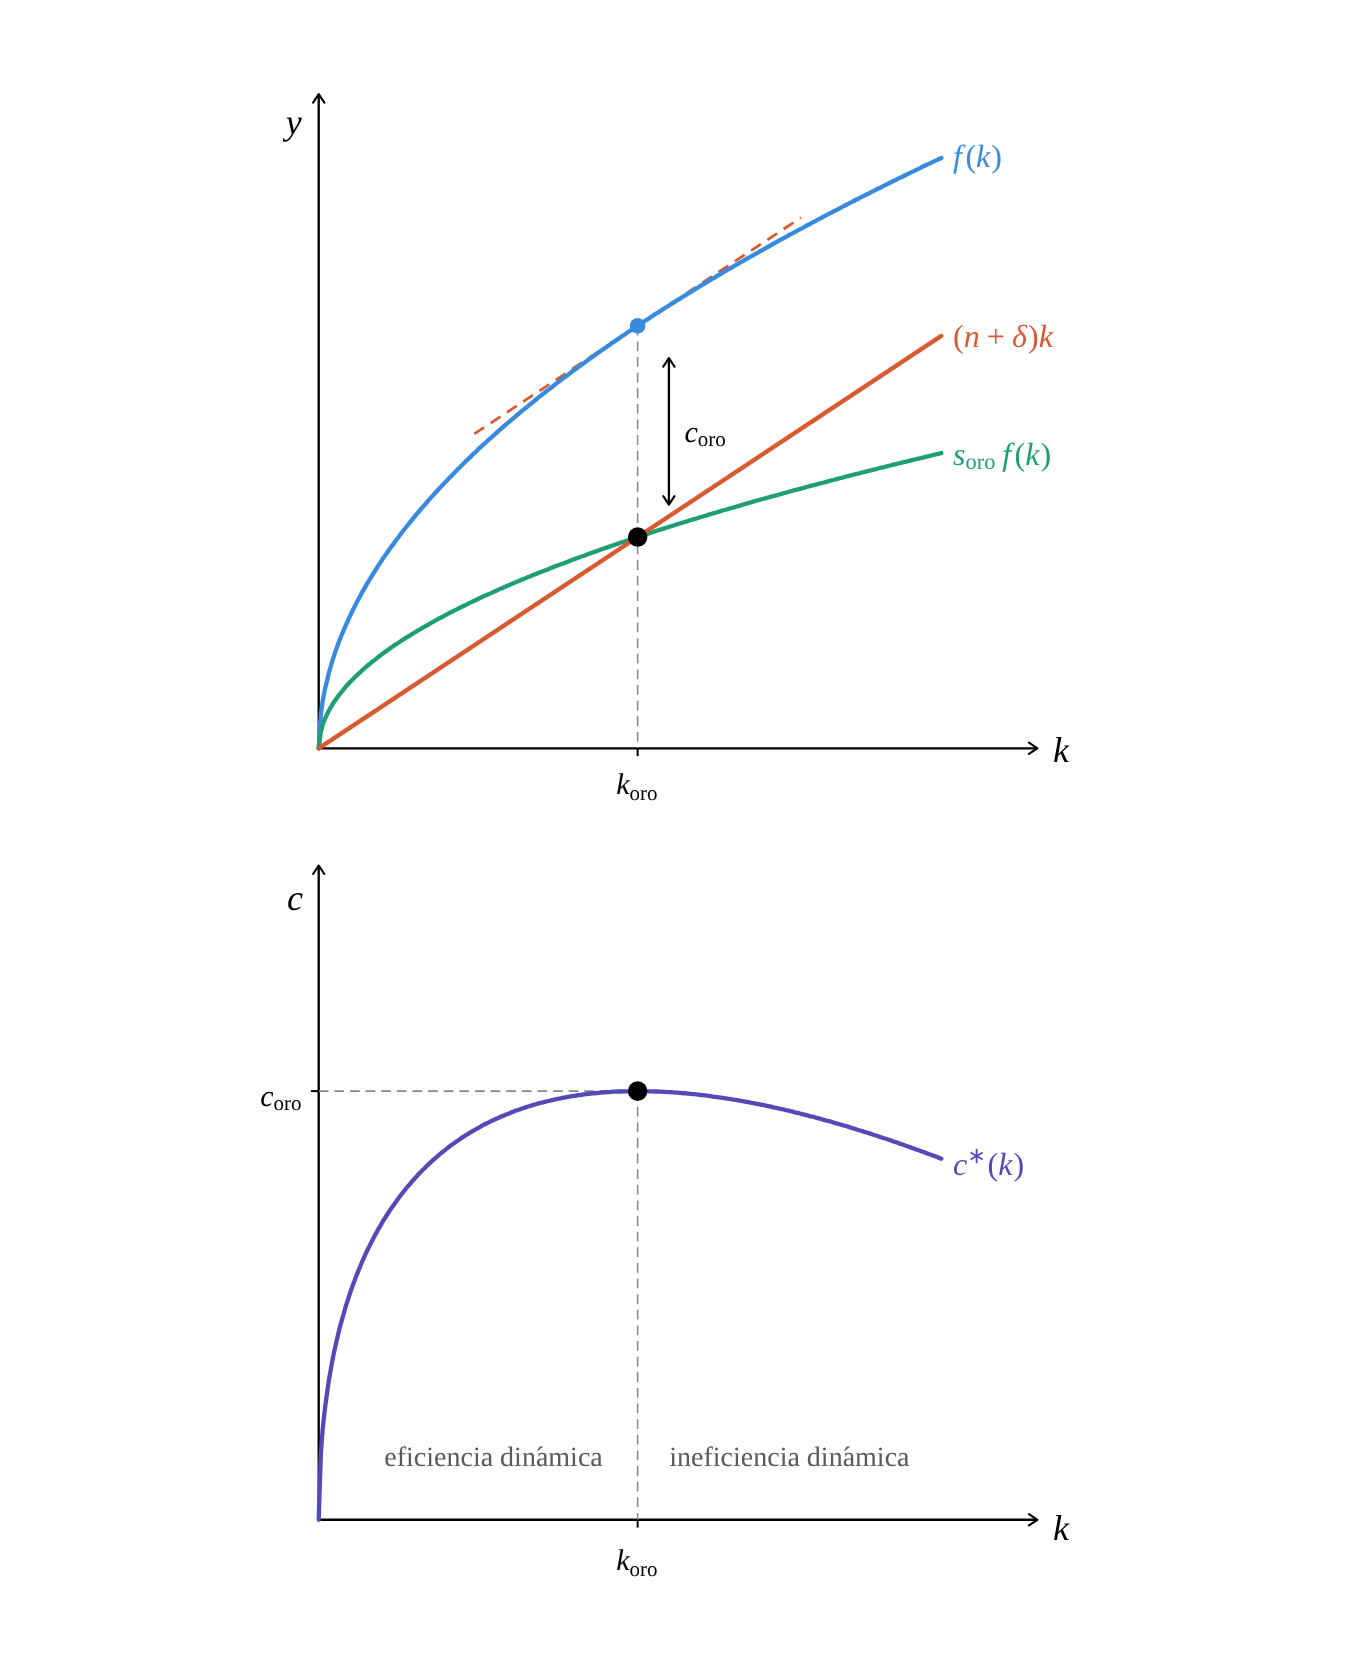 y
f(k)
(n + δ)k
c_oro
s_oro f(k)
k
k_oro
c
c_oro
c*(k)
eficiencia dinámica
ineficiencia dinámica
k
k_oro